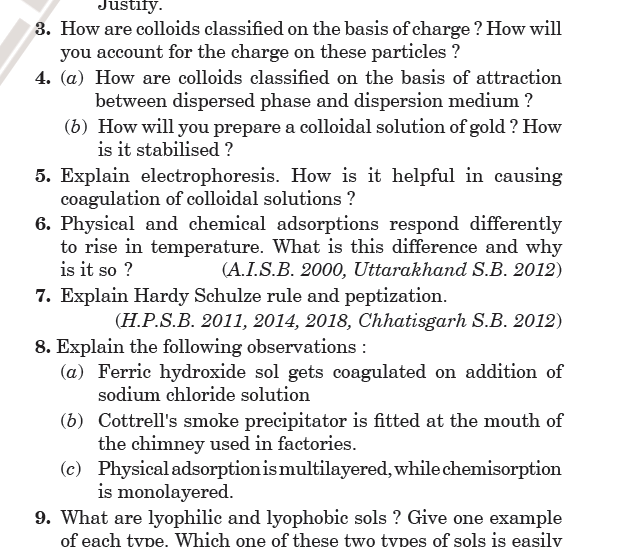 Justify.
3. How are colloids classified on the basis of charge ? How will
you account for the charge on these particles ?
4. (a) How are colloids classified on the basis of attraction
between dispersed phase and dispersion medium ?
(b) How will you prepare a colloidal solution of gold ? How
is it stabilised ?
5. Explain electrophoresis. How is it helpful in causing
coagulation of colloidal solutions ?
6. Physical and chemical adsorptions respond differently
to rise in temperature. What is this difference and why
is it so ? (A.I.S.B. 2000, Uttarakhand S.B. 2012)
7. Explain Hardy Schulze rule and peptization.
(H.P.S.B. 2011, 2014, 2018, Chhatisgarh S.B. 2012)
8. Explain the following observations :
(a) Ferric hydroxide sol gets coagulated on addition of
sodium chloride solution
(b) Cottrell's smoke precipitator is fitted at the mouth of
the chimney used in factories.
(c) Physical adsorption is multilayered, while chemisorption
is monolayered.
9. What are lyophilic and lyophobic sols ? Give one example
of each type. Which one of these two types of sols is easily